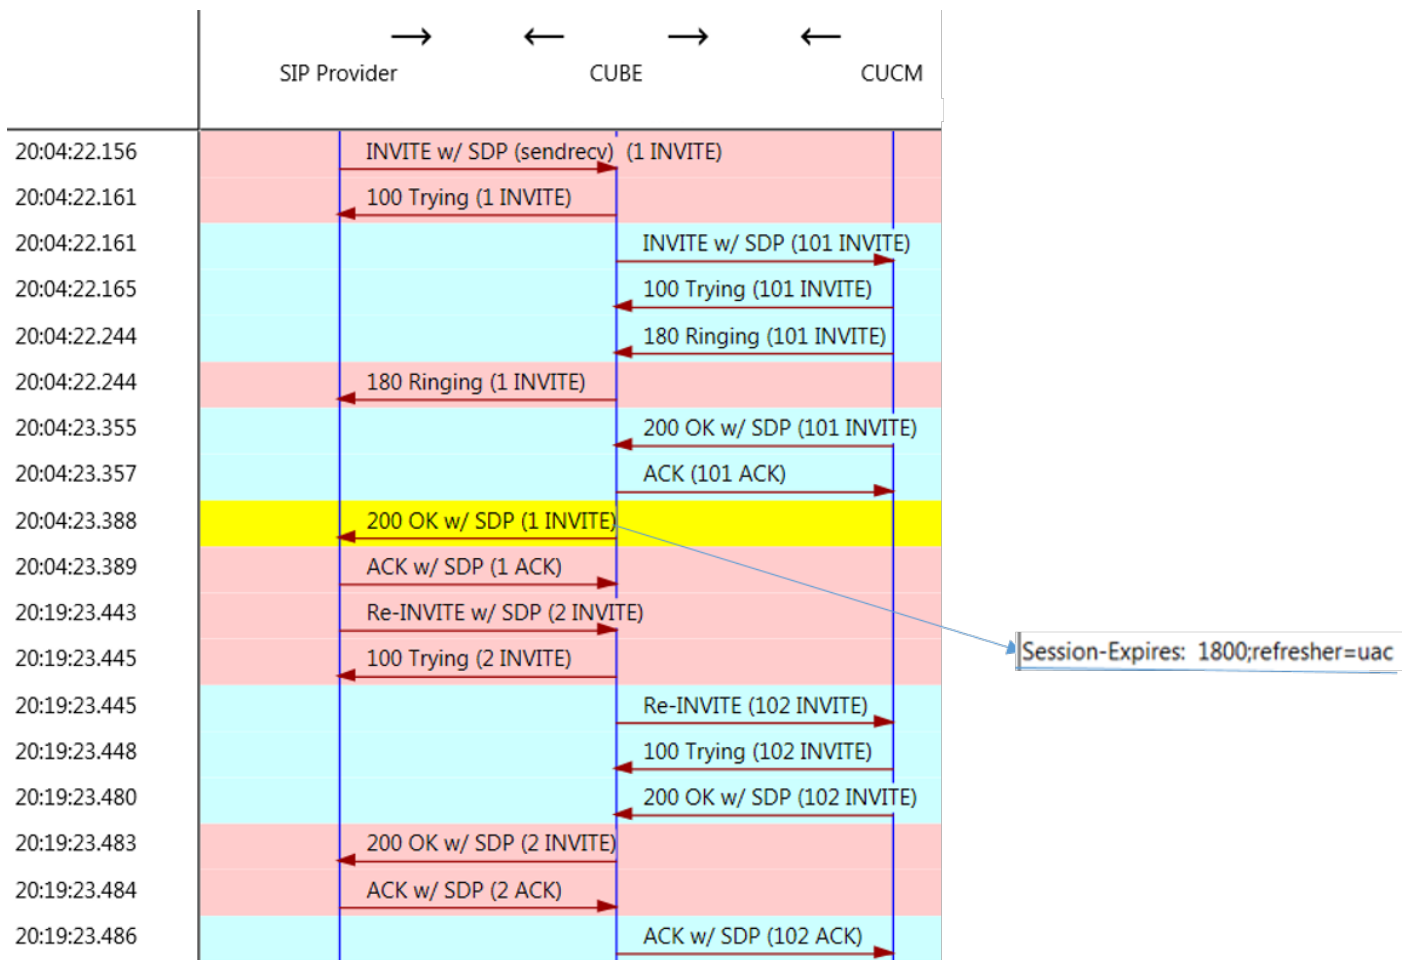 SIP Provider CUBE CUCM
20:04:22.156 INVITE w/ SDP (sendrecv) (1 INVITE)
20:04:22.161 100 Trying (1 INVITE)
20:04:22.161 INVITE w/ SDP (101 INVITE)
20:04:22.165 100 Trying (101 INVITE)
20:04:22.244 180 Ringing (101 INVITE)
20:04:22.244 180 Ringing (1 INVITE)
20:04:23.355 200 OK w/ SDP (101 INVITE)
20:04:23.357 ACK (101 ACK)
20:04:23.388 200 OK w/ SDP (1 INVITE)
20:04:23.389 ACK w/ SDP (1 ACK)
20:19:23.443 Re-INVITE w/ SDP (2 INVITE)
Session-Expires: 1800;refresher=uac
20:19:23.445 100 Trying (2 INVITE)
20:19:23.445 Re-INVITE (102 INVITE)
20:19:23.448 100 Trying (102 INVITE)
20:19:23.480 200 OK w/ SDP (102 INVITE)
20:19:23.483 200 OK w/ SDP (2 INVITE)
20:19:23.484 ACK w/ SDP (2 ACK)
20:19:23.486 ACK w/ SDP (102 ACK)